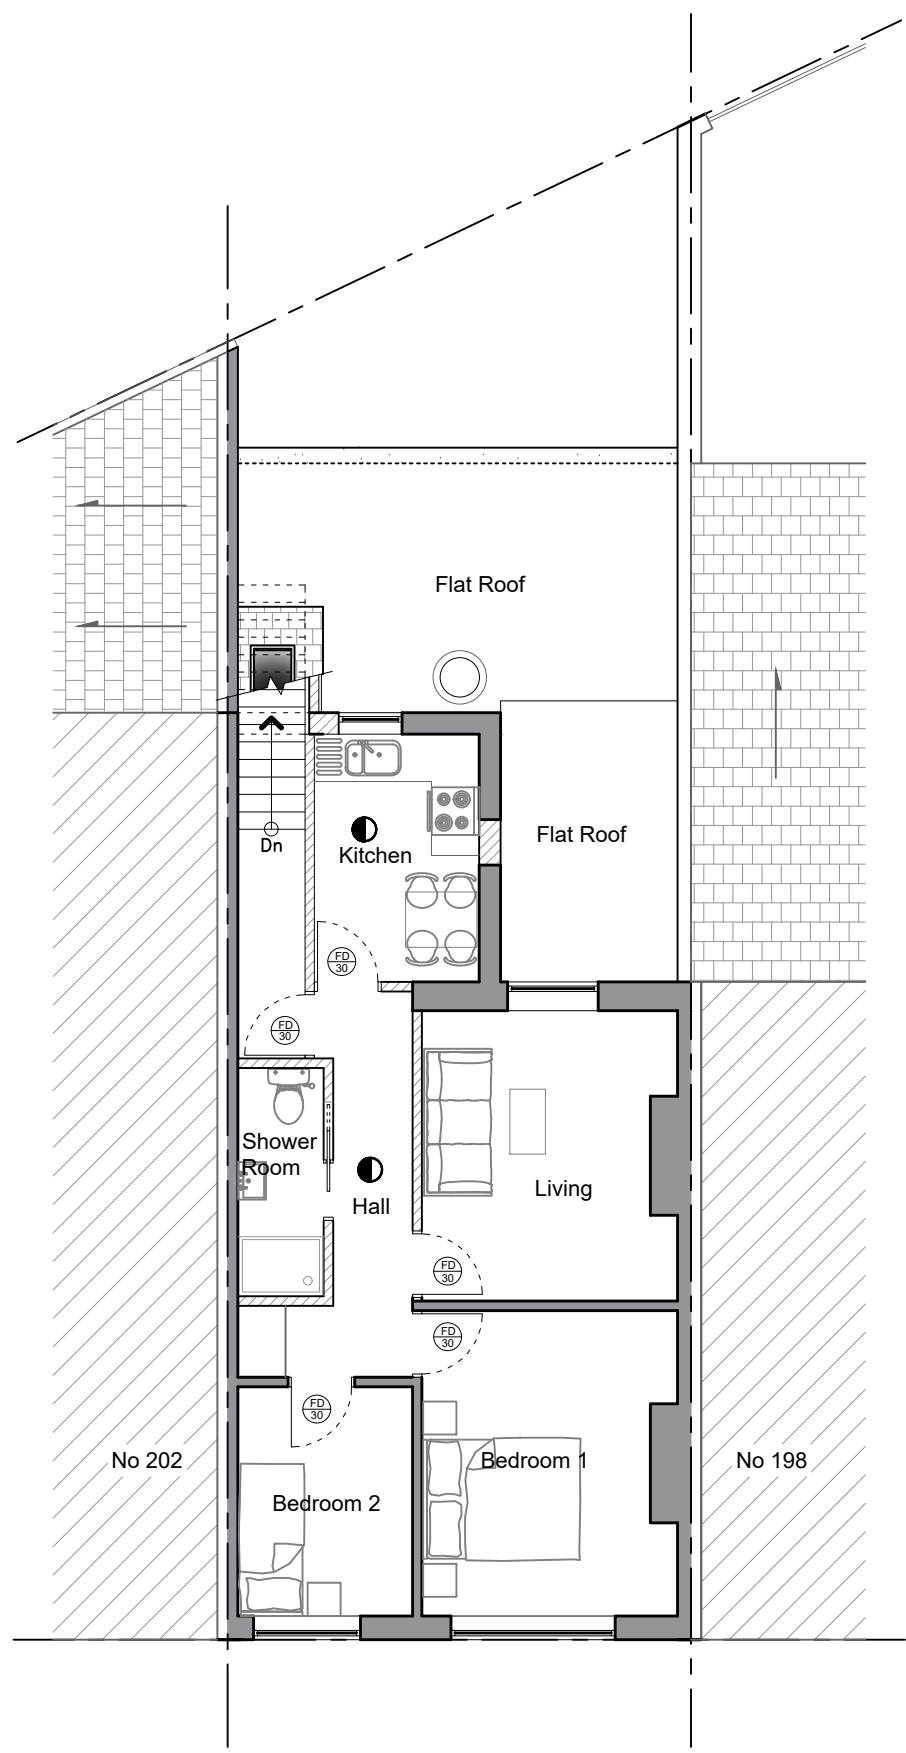 Flat Roof
Flat Roof
Dn
Kitchen
FD
30
FD
30
Shower
Room
Hall
Living
FD
30
FD
30
FD
30
No 202
Bedroom 1
No 198
Bedroom 2